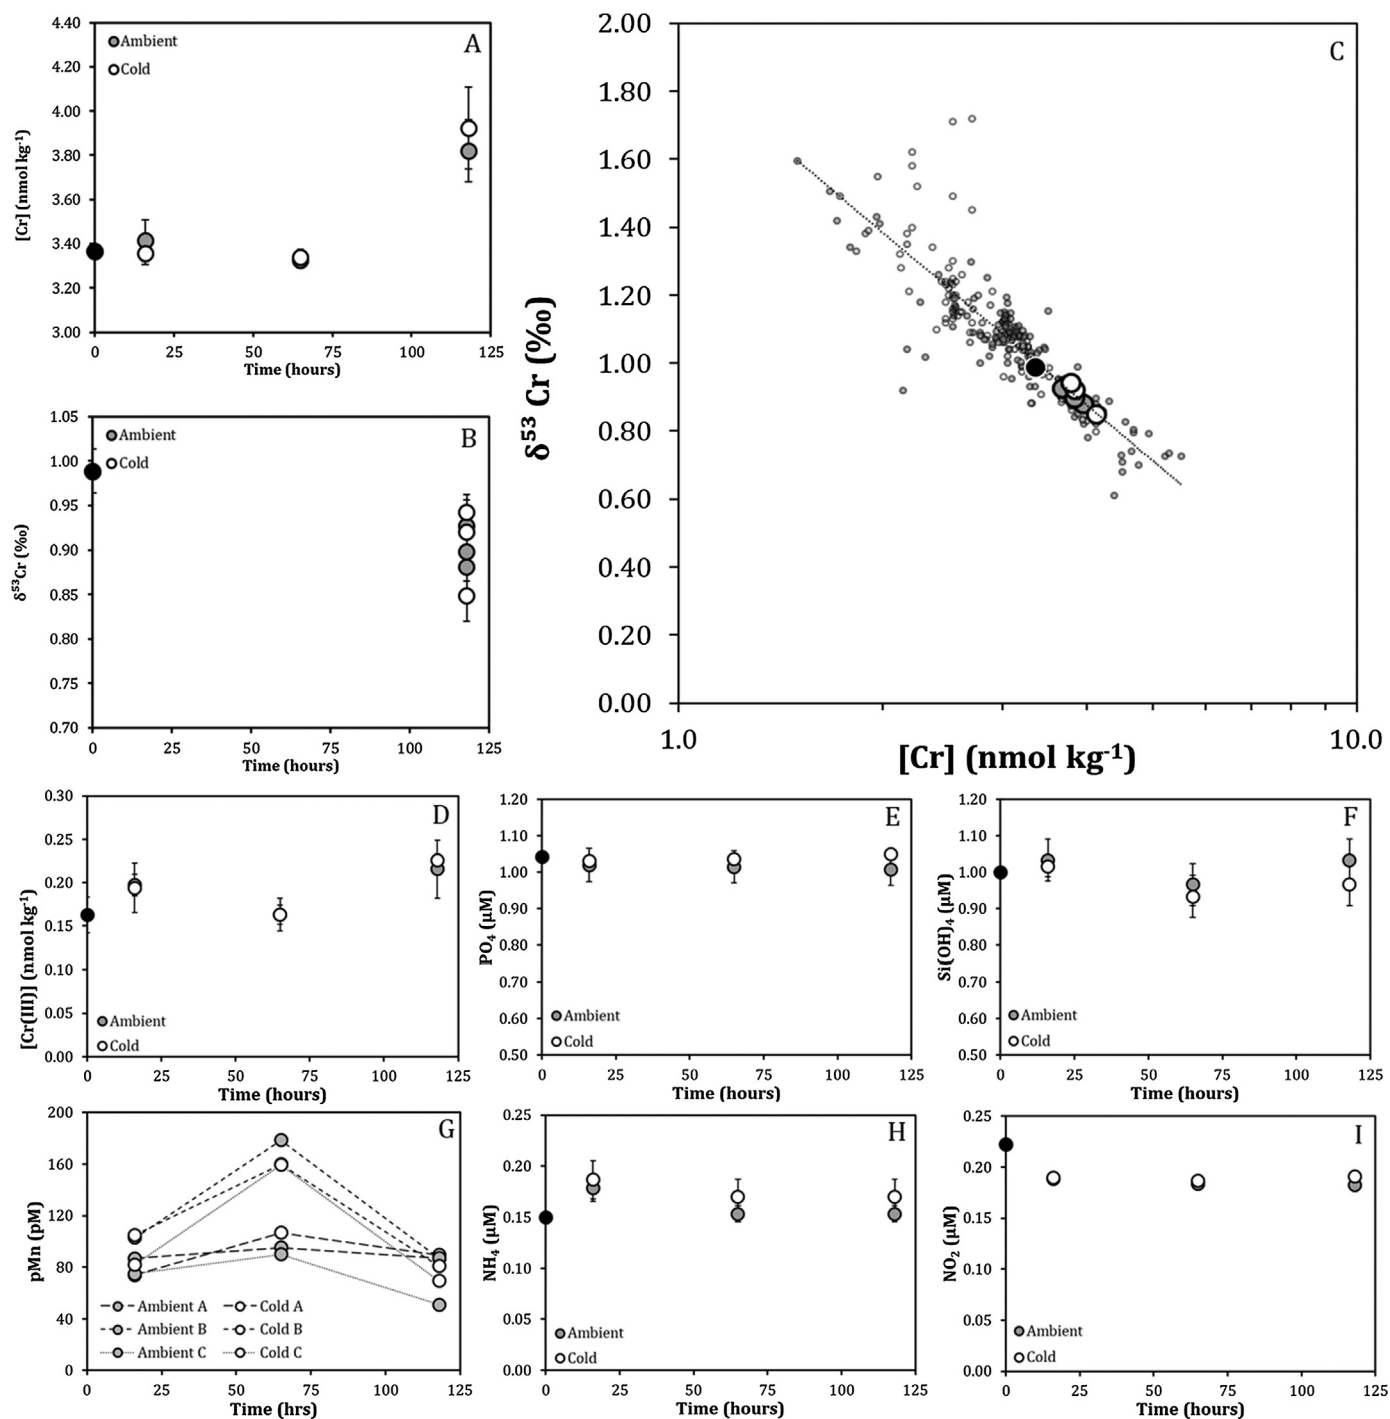 A
Ambient
Cold
[Cr] (nmol kg-1)
4.40
4.20
4.00
3.80
3.60
3.40
3.20
3.00
0 25 50 75 100 125
Time (hours)
B
Ambient
Cold
δ53Cr (‰)
1.05
1.00
0.95
0.90
0.85
0.80
0.75
0.70
0 25 50 75 100 125
Time (hours)
C
δ53 Cr (‰)
2.00
1.80
1.60
1.40
1.20
1.00
0.80
0.60
0.40
0.20
0.00
1.0 10.0
[Cr] (nmol kg-1)
D
[Cr(III)] (nmol kg-1)
0.30
0.25
0.20
0.15
0.10
0.05
0.00
Ambient
Cold
0 25 50 75 100 125
Time (hours)
E
PO4 (μM)
1.20
1.10
1.00
0.90
0.80
0.70
0.60
0.50
Ambient
Cold
0 25 50 75 100 125
Time (hours)
F
Si(OH)4 (μM)
1.20
1.10
1.00
0.90
0.80
0.70
0.60
0.50
Ambient
Cold
0 25 50 75 100 125
Time (hours)
G
pMn (pM)
200
160
120
80
40
0
Ambient A Cold A
Ambient B Cold B
Ambient C Cold C
0 25 50 75 100 125
Time (hrs)
H
NH4 (μM)
0.25
0.20
0.15
0.10
0.05
0.00
Ambient
Cold
0 25 50 75 100 125
Time (hours)
I
NO2 (μM)
0.25
0.20
0.15
0.10
0.05
0.00
Ambient
Cold
0 25 50 75 100 125
Time (hours)